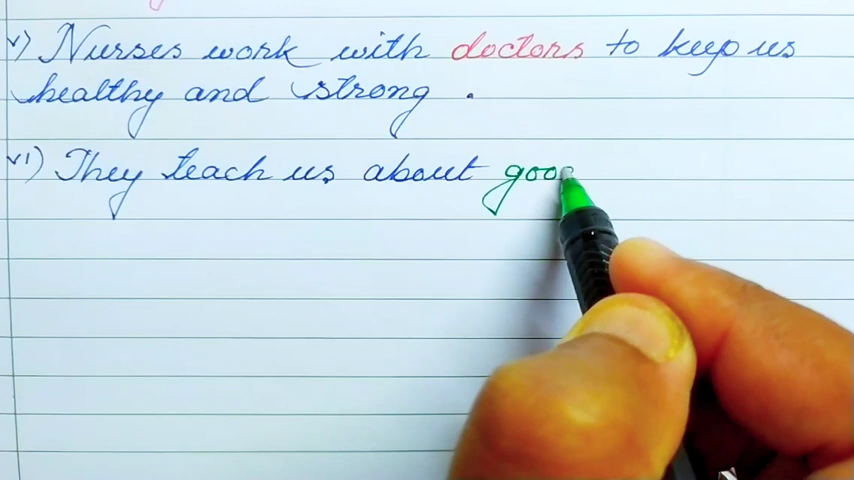 v) Nurses work with doctors to keep us
healthy and strong .
vi) They teach us about goo